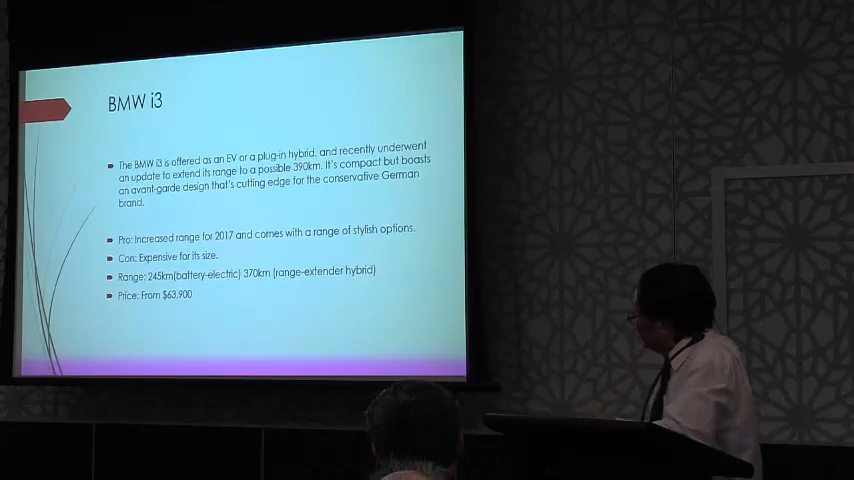 BMW i3
The BMW i3 is offered as an EV or a plug-in hybrid, and recently underwent
an update to extend its range to a possible 390km. It's compact but boasts
an avant-garde design that's cutting edge for the conservative German
brand.
Pro: Increased range for 2017 and comes with a range of stylish options.
Con: Expensive for its size.
Range: 245km(battery-electric) 370km (range-extender hybrid)
Price: From $63,900